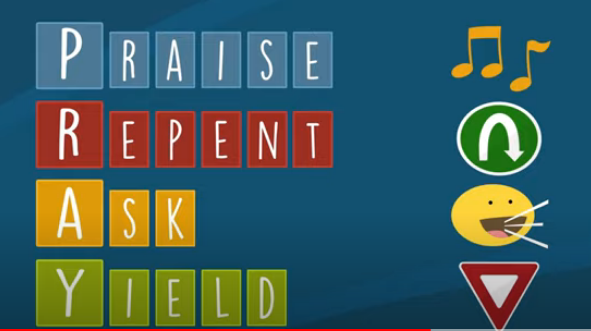 PRAISE
REPENT
ASK
YIELD